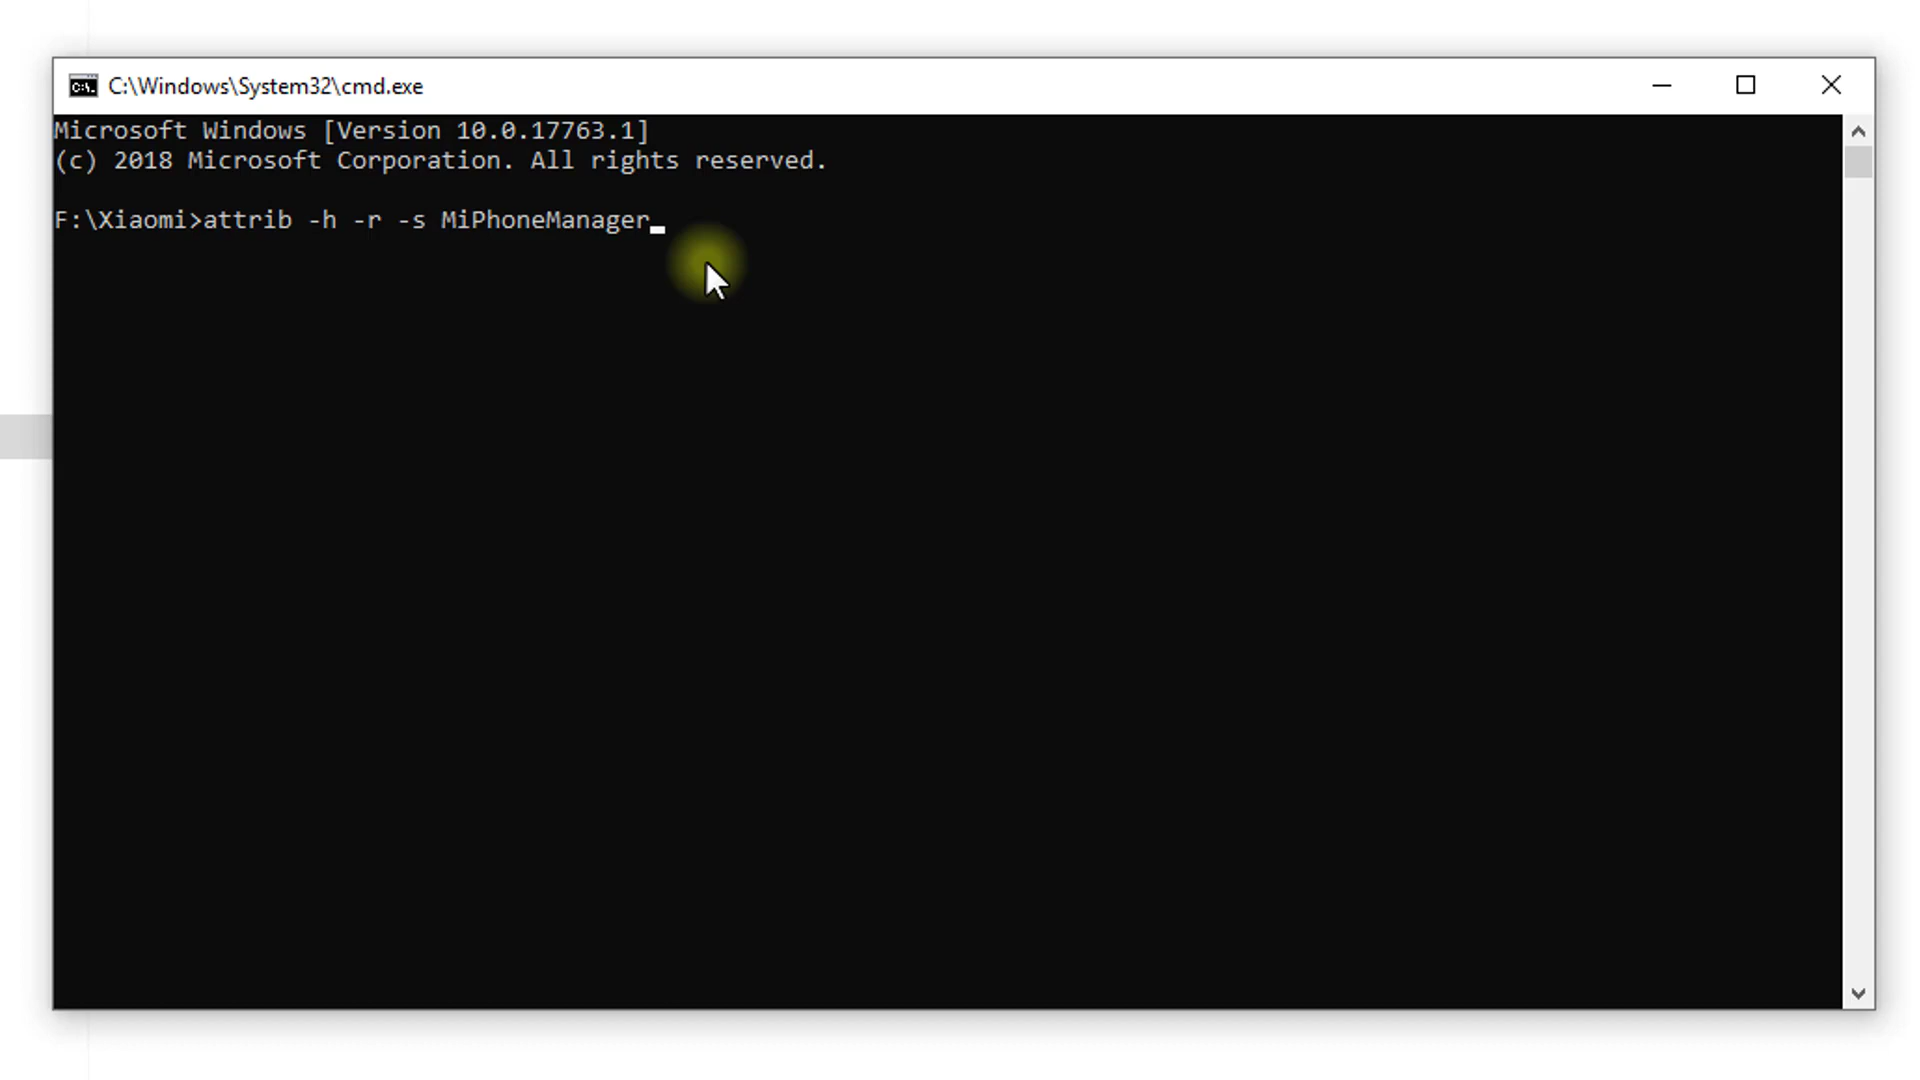 C:\Windows\System32\cmd.exe
Microsoft Windows [Version 10.0.17763.1]
(c) 2018 Microsoft Corporation. All rights reserved.
F:\Xiaomi>attrib -h -r -s MiPhoneManager